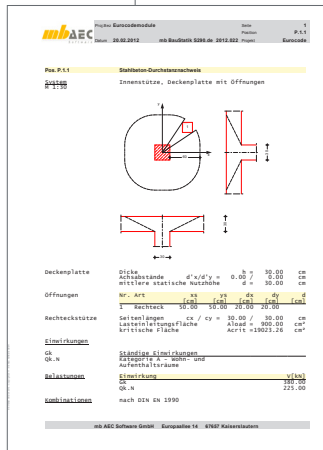 mb AEC SOFTWARE
Proj.Bez Eurocodemodule Seite 1
Position P.1.1
Datum 20.02.2012 mb BauStatik S290.de 2012.022 Projekt Eurocode
Pos. P.1.1 Stahlbeton-Durchstanznachweis
System Innenstütze, Deckenplatte mit Öffnungen
M 1:30
Deckenplatte Dicke h = 30.00 cm
Achsabstände d'x/d'y = 0.00 / 0.00 cm
mittlere statische Nutzhöhe d = 30.00 cm
Öffnungen Nr. Art xs ys dx dy d
[cm] [cm] [cm] [cm] [cm]
1 Rechteck 50.00 50.00 20.00 20.00
Rechteckstütze Seitenlängen cx / cy = 30.00 / 30.00 cm
Lasteinleitungsfläche Aload = 900.00 cm²
kritische Fläche Acrit =19023.26 cm²
Einwirkungen
Gk Ständige Einwirkungen
Qk.N Kategorie A - Wohn- und
Aufenthaltsräume
Belastungen Einwirkung V[kN]
Gk 380.00
Qk.N 225.00
Kombinationen nach DIN EN 1990
mb AEC Software GmbH Europaallee 14 67657 Kaiserslautern